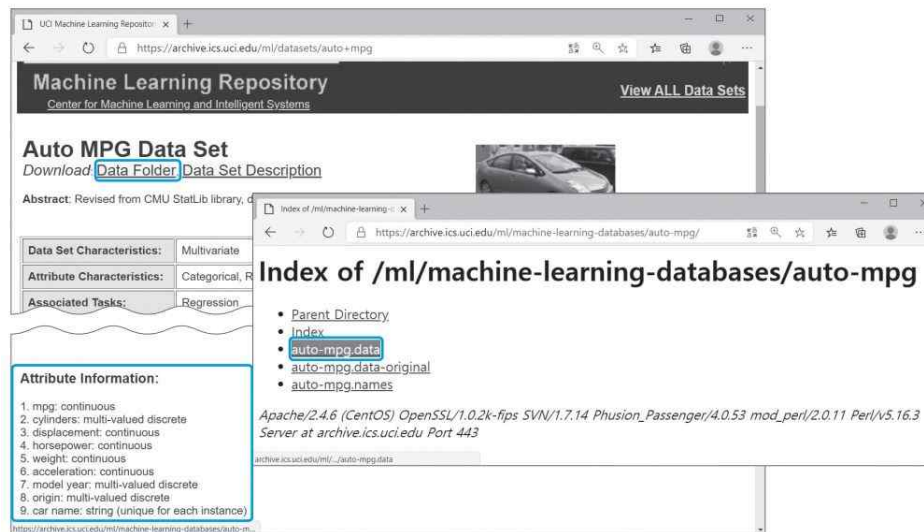 UCI Machine Learning Repositor
https://archive.ics.uci.edu/ml/datasets/auto+mpg
Machine Learning Repository
Center for Machine Learning and Intelligent Systems
View ALL Data Sets
Auto MPG Data Set
Download: Data Folder, Data Set Description
Abstract: Revised from CMU StatLib library, d
Data Set Characteristics: Multivariate
Attribute Characteristics: Categorical, R
Associated Tasks: Regression
Attribute Information:
1. mpg: continuous
2. cylinders: multi-valued discrete
3. displacement: continuous
4. horsepower: continuous
5. weight: continuous
6. acceleration: continuous
7. model year: multi-valued discrete
8. origin: multi-valued discrete
9. car name: string (unique for each instance)
https://archive.ics.uci.edu/ml/machine-learning-databases/auto-m...
Index of /ml/machine-learning-c
https://archive.ics.uci.edu/ml/machine-learning-databases/auto-mpg/
Index of /ml/machine-learning-databases/auto-mpg
Parent Directory
Index
auto-mpg.data
auto-mpg.data-original
auto-mpg.names
Apache/2.4.6 (CentOS) OpenSSL/1.0.2k-fips SVN/1.7.14 Phusion_Passenger/4.0.53 mod_perl/2.0.11 Perl/v5.16.3
Server at archive.ics.uci.edu Port 443
archive.ics.uci.edu/ml/.../auto-mpg.data